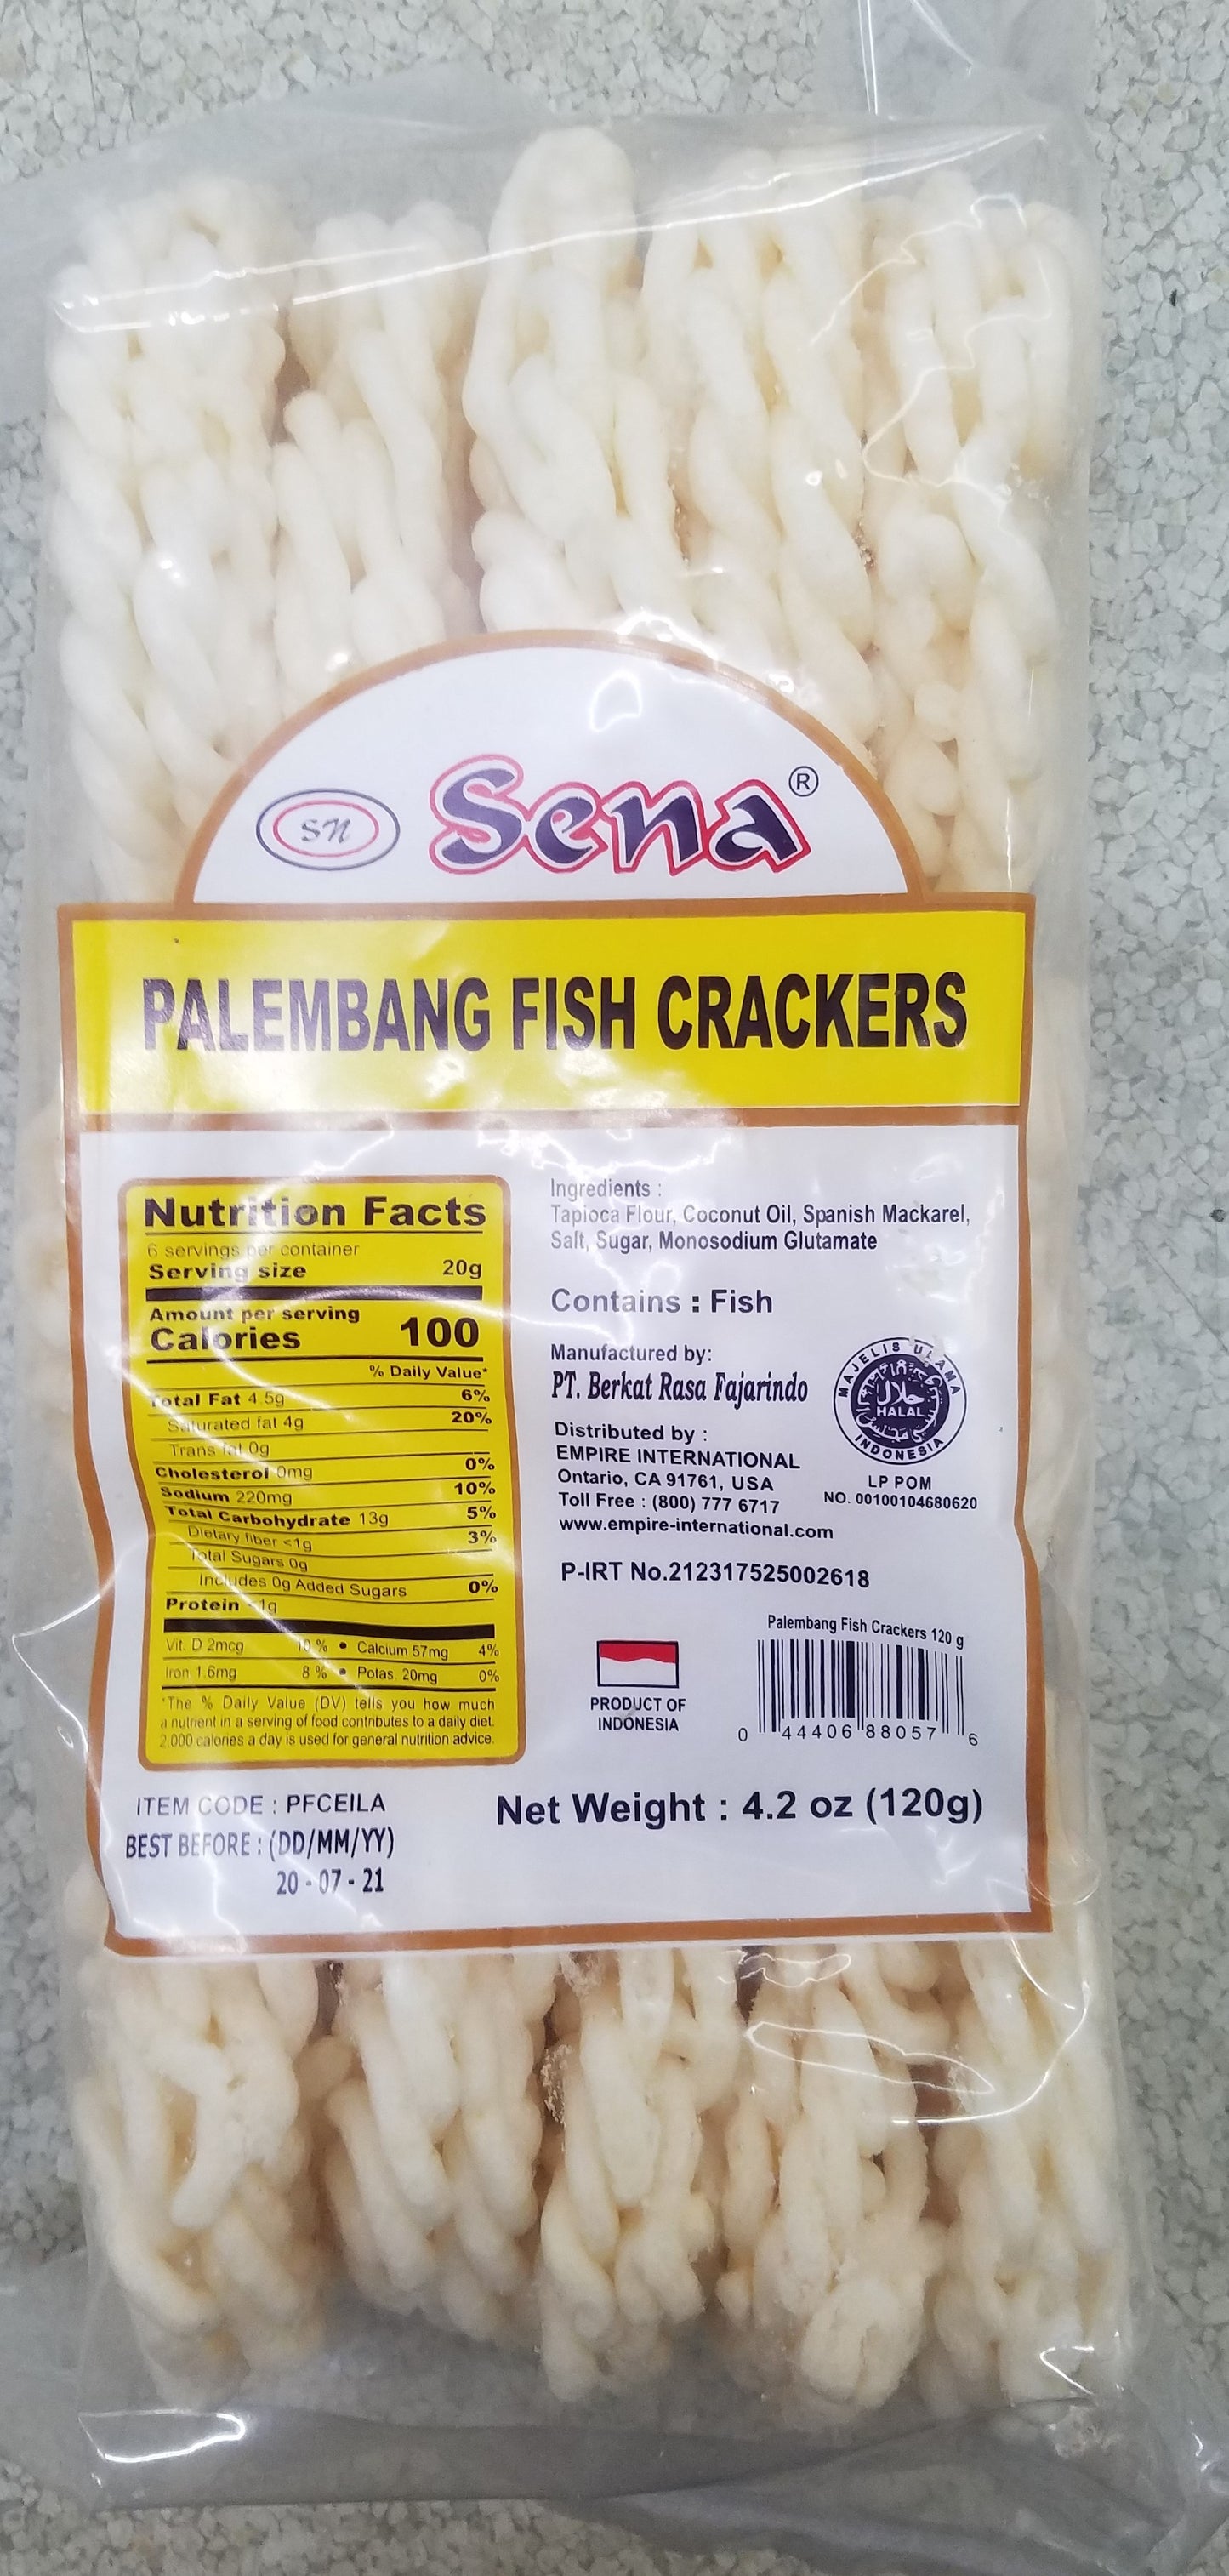 SN Sena®
PALEMBANG FISH CRACKERS
Nutrition Facts
6 servings per container
Serving size 20g
Amount per serving
Calories 100
% Daily Value*
Total Fat 4.5g 6%
Saturated fat 4g 20%
Trans fat 0g
Cholesterol 0mg 0%
Sodium 220mg 10%
Total Carbohydrate 13g 5%
Dietary fiber <1g 3%
Total Sugars 0g
Includes 0g Added Sugars 0%
Protein <1g
Vit. D 2mcg 10 % • Calcium 57mg 4%
Iron 1.6mg 8 % • Potas. 20mg 0%
*The % Daily Value (DV) tells you how much
a nutrient in a serving of food contributes to a daily diet.
2,000 calories a day is used for general nutrition advice.
Ingredients :
Tapioca Flour, Coconut Oil, Spanish Mackarel,
Salt, Sugar, Monosodium Glutamate
Contains : Fish
Manufactured by:
PT. Berkat Rasa Fajarindo
Distributed by :
EMPIRE INTERNATIONAL
Ontario, CA 91761, USA
Toll Free : (800) 777 6717
www.empire-international.com
MAJELIS ULAMA
حلال
HALAL
INDONESIA
LP POM
NO. 00100104680620
P-IRT No.212317525002618
PRODUCT OF
INDONESIA
Palembang Fish Crackers 120 g
0 44406 88057 6
ITEM CODE : PFCEILA
BEST BEFORE : (DD/MM/YY)
20 - 07 - 21
Net Weight : 4.2 oz (120g)